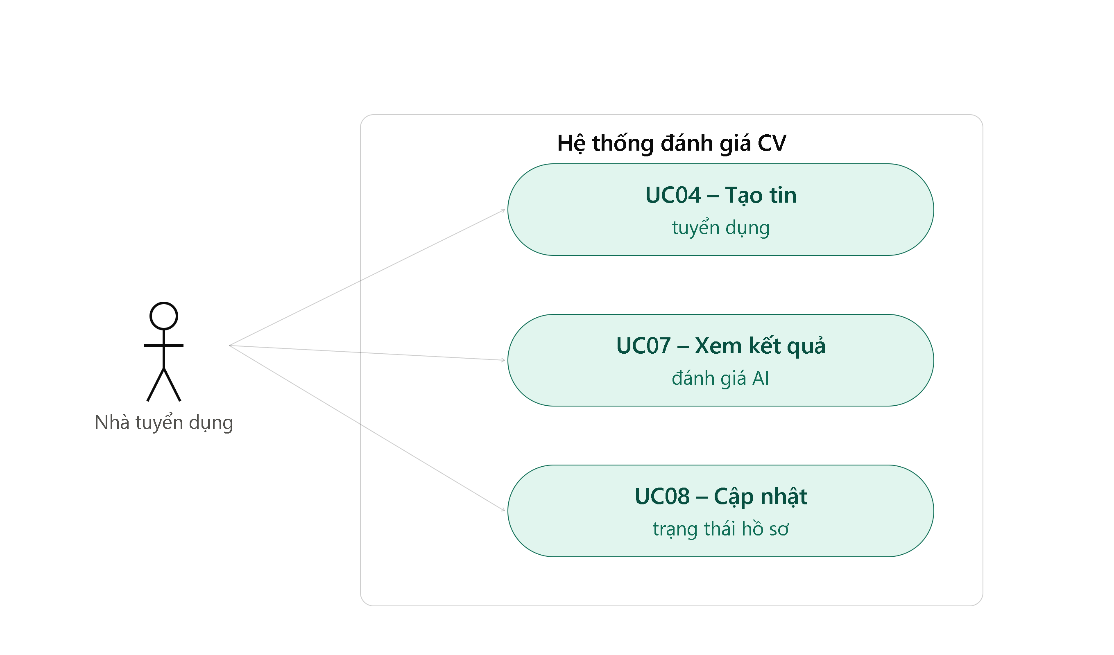 Hệ thống đánh giá CV
UC04 – Tạo tin
tuyển dụng
UC07 – Xem kết quả
đánh giá AI
Nhà tuyển dụng
UC08 – Cập nhật
trạng thái hồ sơ